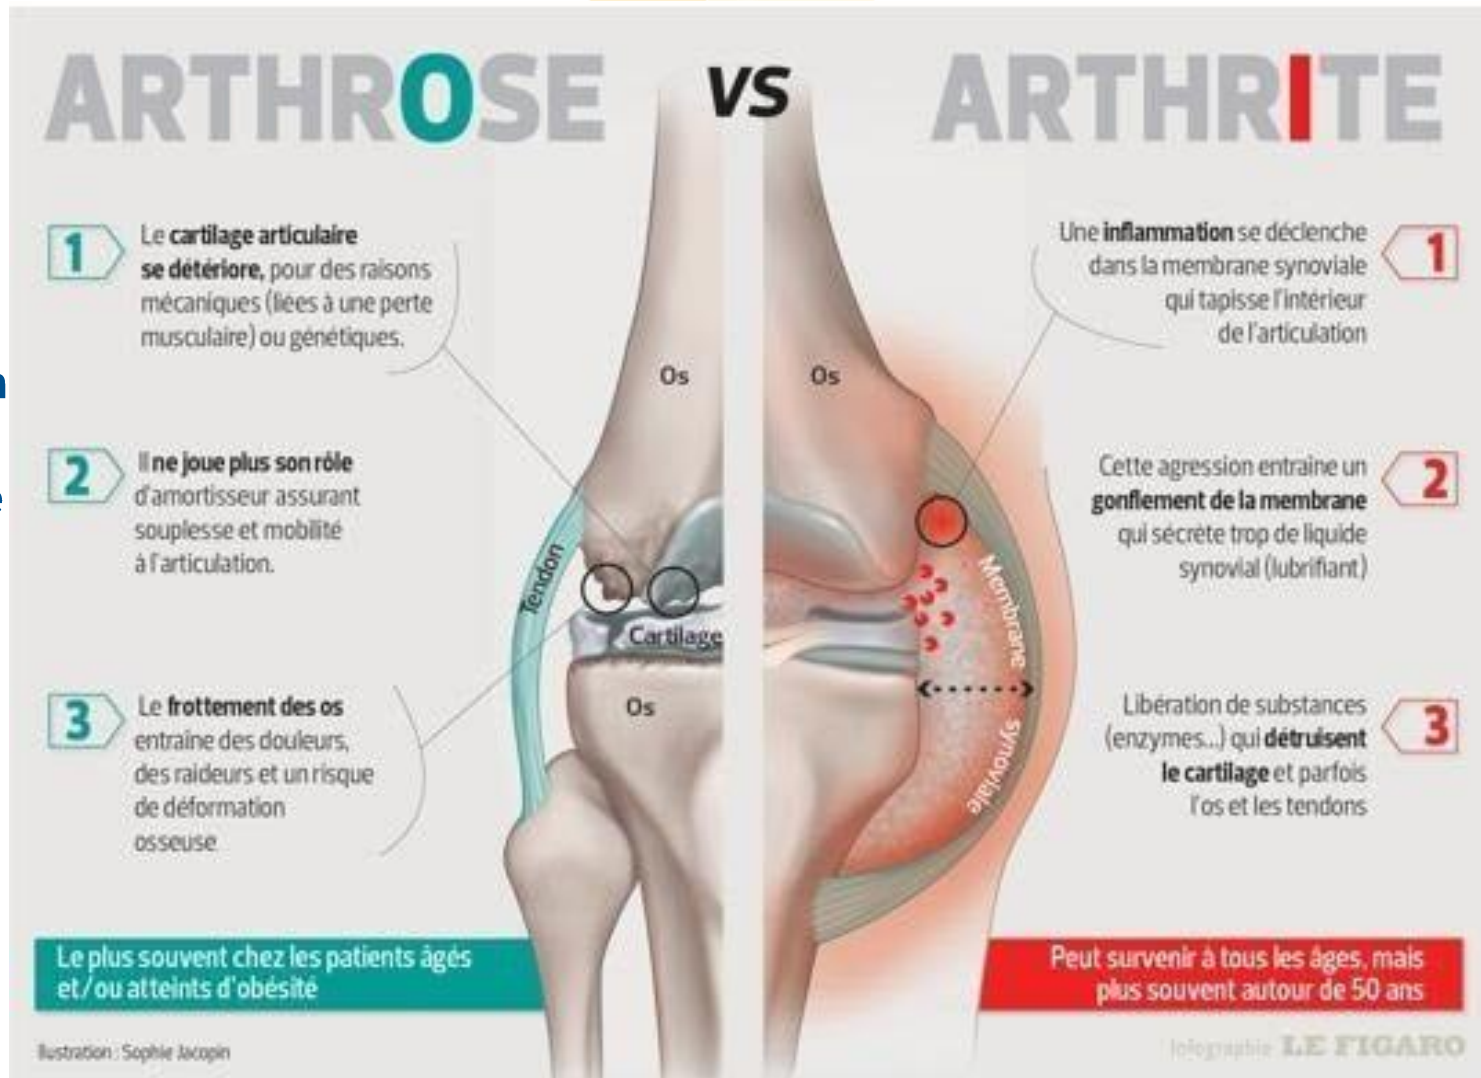 ARTHROSE
VS
ARTHRITE
1
Le cartilage articulaire
se détériore, pour des raisons
mécaniques (liées à une perte
musculaire) ou génétiques.
2
Il ne joue plus son rôle
d'amortisseur assurant
souplesse et mobilité
à l'articulation.
3
Le frottement des os
entraîne des douleurs,
des raideurs et un risque
de déformation
osseuse
Le plus souvent chez les patients âgés
et/ou atteints d'obésité
Illustration : Sophie Jacopin
Os
Os
Tendon
Cartilage
Os
Membrane
synoviale
Une inflammation se déclenche
dans la membrane synoviale
qui tapisse l'intérieur
de l'articulation
1
Cette agression entraîne un
gonflement de la membrane
qui sécrète trop de liquide
synovial (lubrifiant)
2
Libération de substances
(enzymes...) qui détruisent
le cartilage et parfois
l'os et les tendons
3
Peut survenir à tous les âges, mais
plus souvent autour de 50 ans
Infographie LE FIGARO